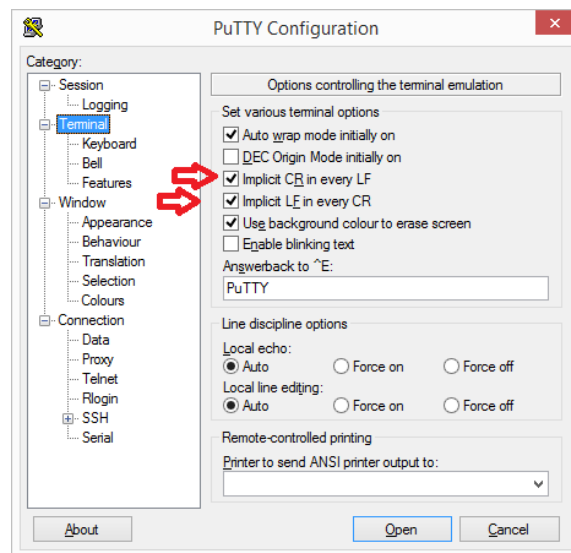 PuTTY Configuration
Category:
Session
Logging
Terminal
Keyboard
Bell
Features
Window
Appearance
Behaviour
Translation
Selection
Colours
Connection
Data
Proxy
Telnet
Rlogin
SSH
Serial
Options controlling the terminal emulation
Set various terminal options
Auto wrap mode initially on
DEC Origin Mode initially on
Implicit CR in every LF
Implicit LF in every CR
Use background colour to erase screen
Enable blinking text
Answerback to ^E:
PuTTY
Line discipline options
Local echo:
Auto Force on Force off
Local line editing:
Auto Force on Force off
Remote-controlled printing
Printer to send ANSI printer output to:
About Open Cancel